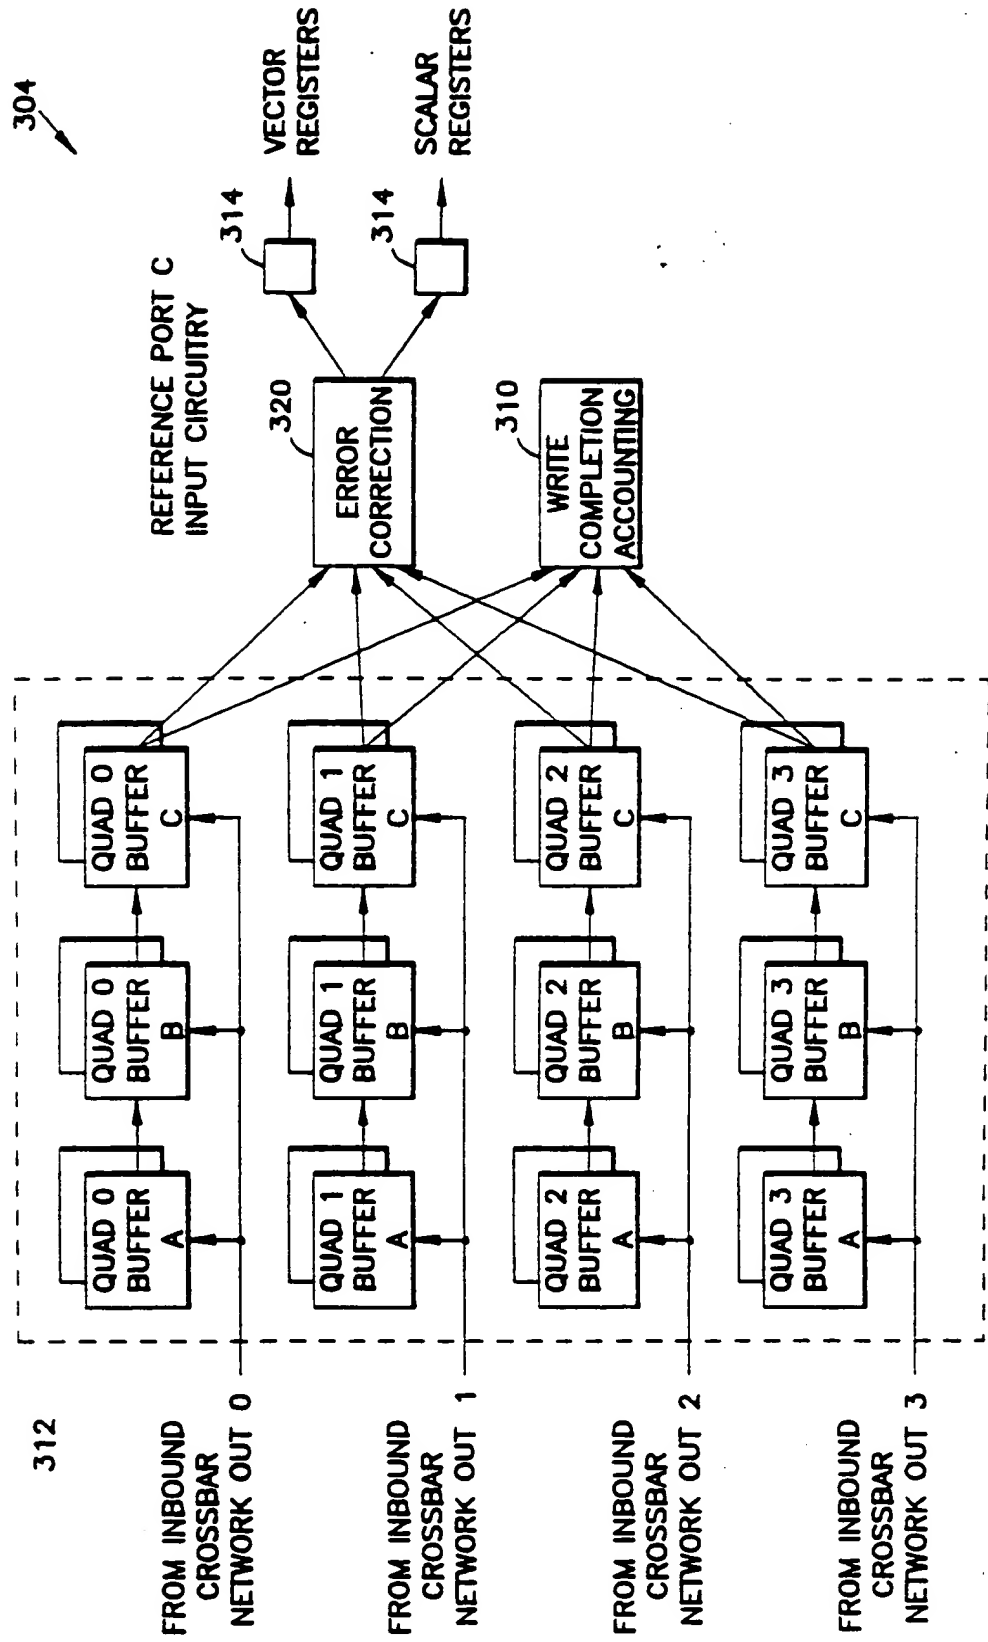 304
REFERENCE PORT C
INPUT CIRCUITRY
312
FROM INBOUND
CROSSBAR
NETWORK OUT 0
QUAD 0
BUFFER
A
QUAD 0
BUFFER
B
QUAD 0
BUFFER
C
FROM INBOUND
CROSSBAR
NETWORK OUT 1
QUAD 1
BUFFER
A
QUAD 1
BUFFER
B
QUAD 1
BUFFER
C
FROM INBOUND
CROSSBAR
NETWORK OUT 2
QUAD 2
BUFFER
A
QUAD 2
BUFFER
B
QUAD 2
BUFFER
C
FROM INBOUND
CROSSBAR
NETWORK OUT 3
QUAD 3
BUFFER
A
QUAD 3
BUFFER
B
QUAD 3
BUFFER
C
320
ERROR
CORRECTION
310
WRITE
COMPLETION
ACCOUNTING
314
VECTOR
REGISTERS
314
SCALAR
REGISTERS